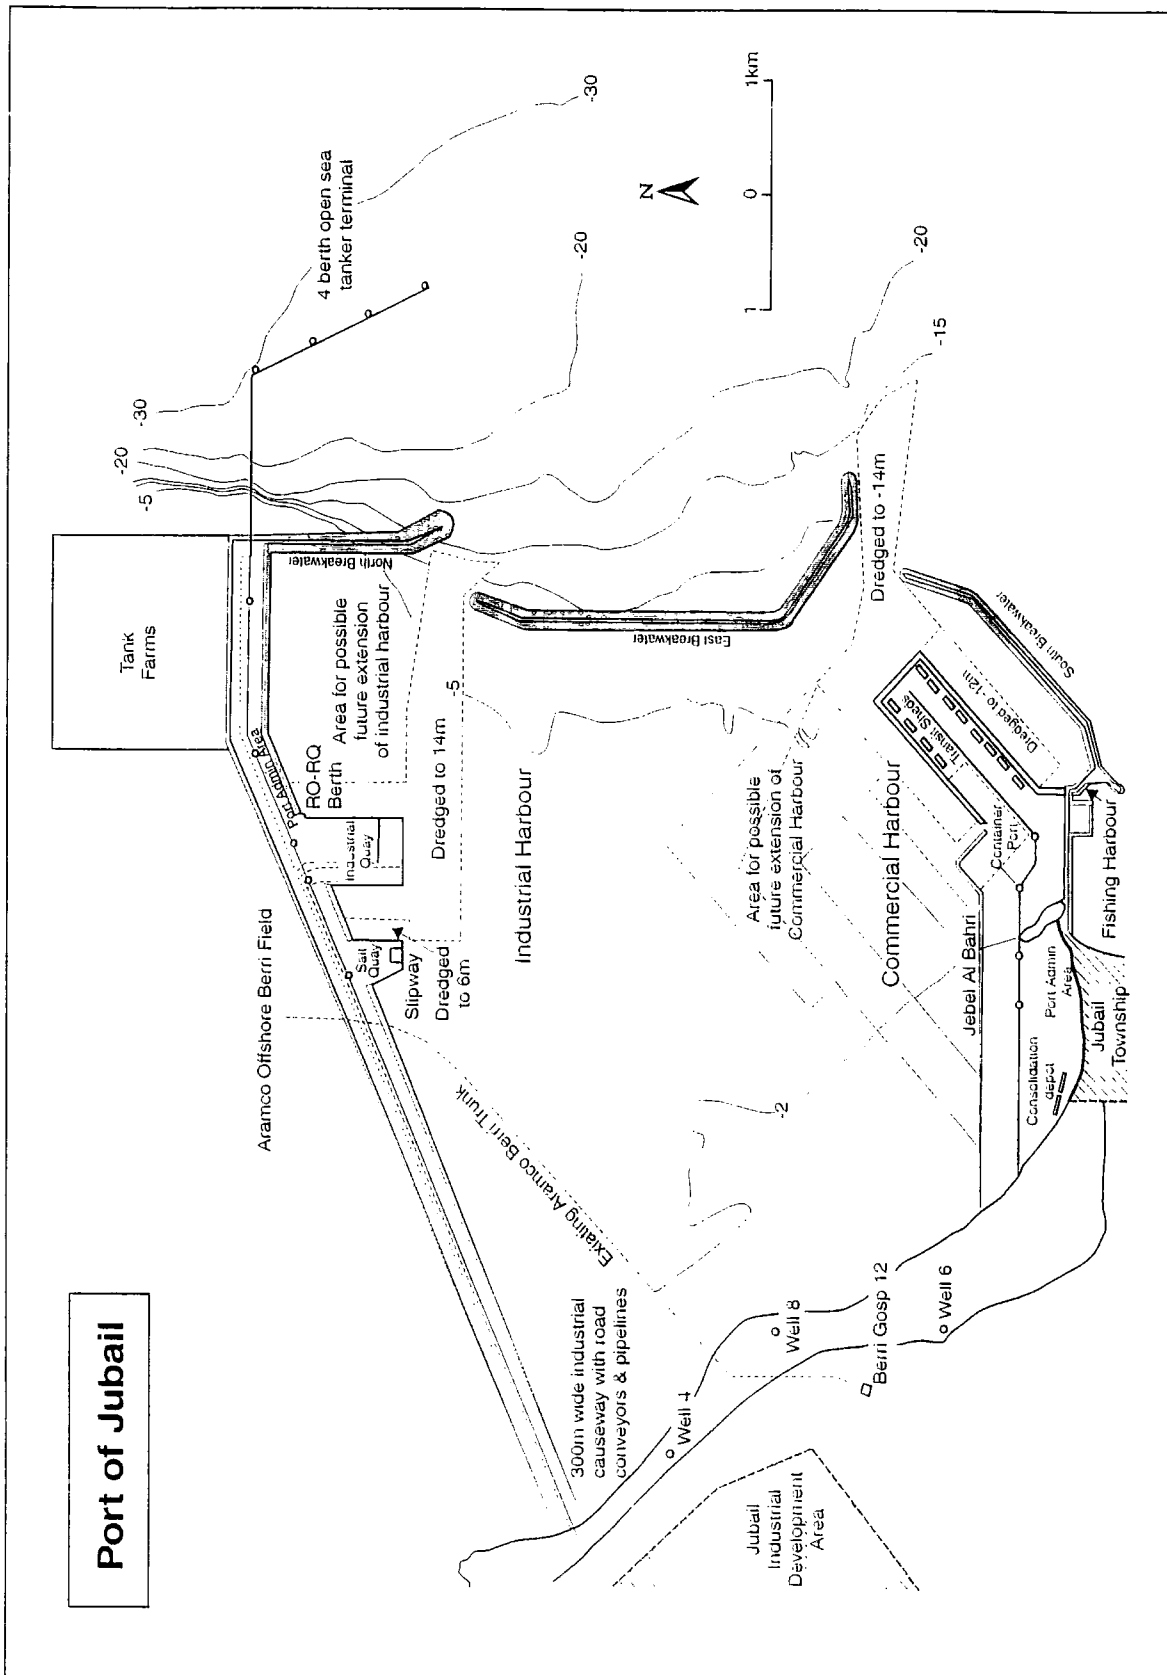 Port of Jubail
Tank
Farms
-5
-20
-30
4 berth open sea
tanker terminal
-30
Aramco Offshore Berri Field
Port Admin Area
North Breakwater
RO-RQ
Berth
Area for possible
future extension
of industrial harbour
Industrial
Quay
Salt
Quay
Slipway
Dredged
to 6m
Dredged to 14m
-5
-20
N
1
0
1km
Industrial Harbour
East Breakwater
Exiating Aramco Berri Trunk
300m wide industrial
causeway with road
conveyors & pipelines
Well 4
Well 8
Berri Gosp 12
Well 6
Jubail
Industrial
Development
Area
-2
Area for possible
future extension of
Commercial Harbour
Commercial Harbour
Jebel Al Bahri
-15
-20
Dredged to -14m
Transit Sheds
Dredged to -12m
South Breakwater
Container
Port
Consolidation
depot
Port Admin
Area
Jubail
Township
Fishing Harbour